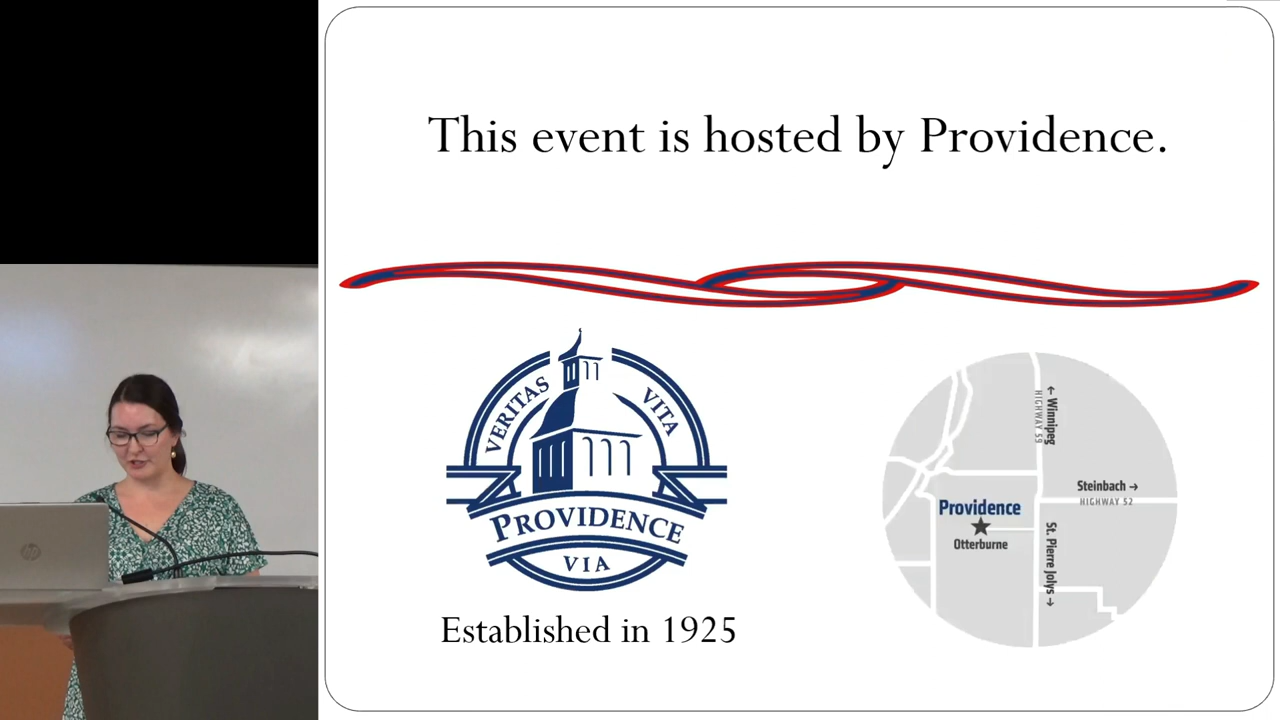 This event is hosted by Providence.
VERITAS
VITA
PROVIDENCE
VIA
Established in 1925
← Winnipeg
HIGHWAY 59
Steinbach →
HIGHWAY 52
Providence
Otterburne
St. Pierre Jolys →
hp